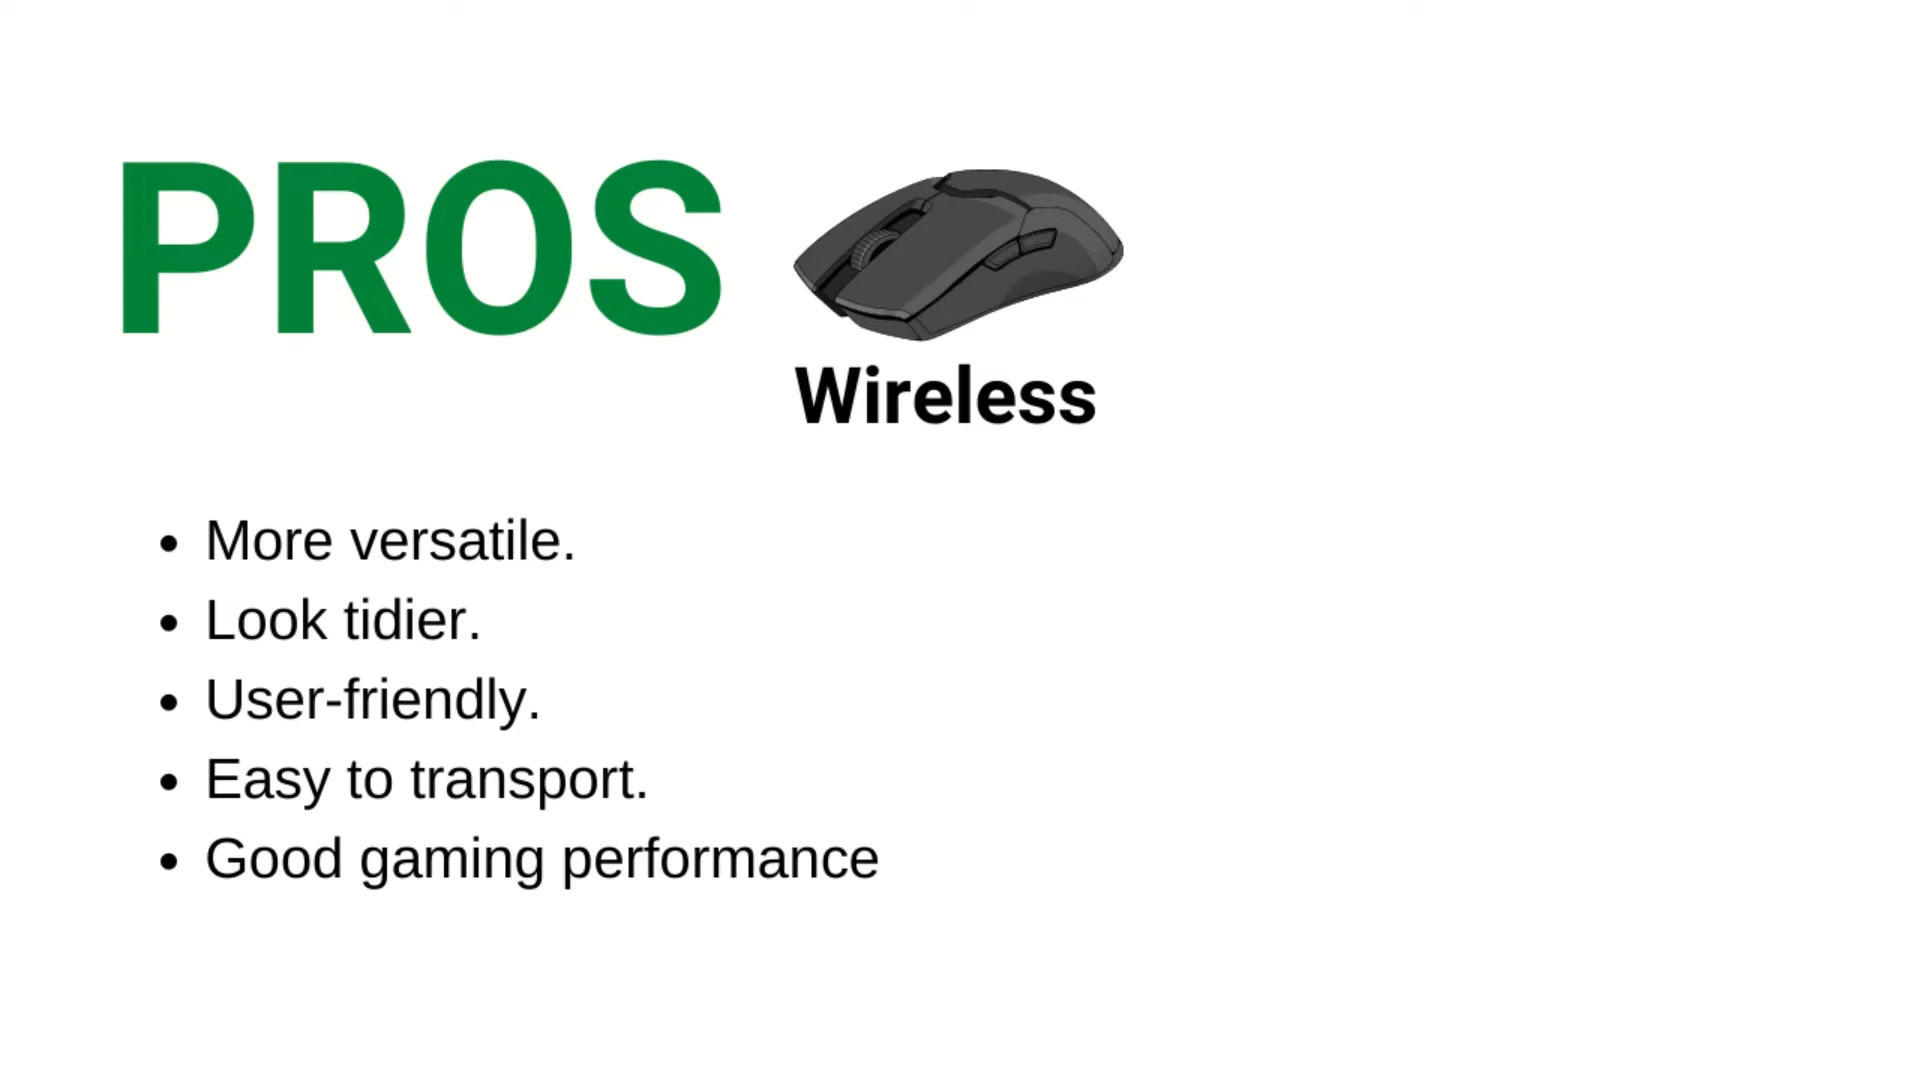 PROS
Wireless
• More versatile.
• Look tidier.
• User-friendly.
• Easy to transport.
• Good gaming performance